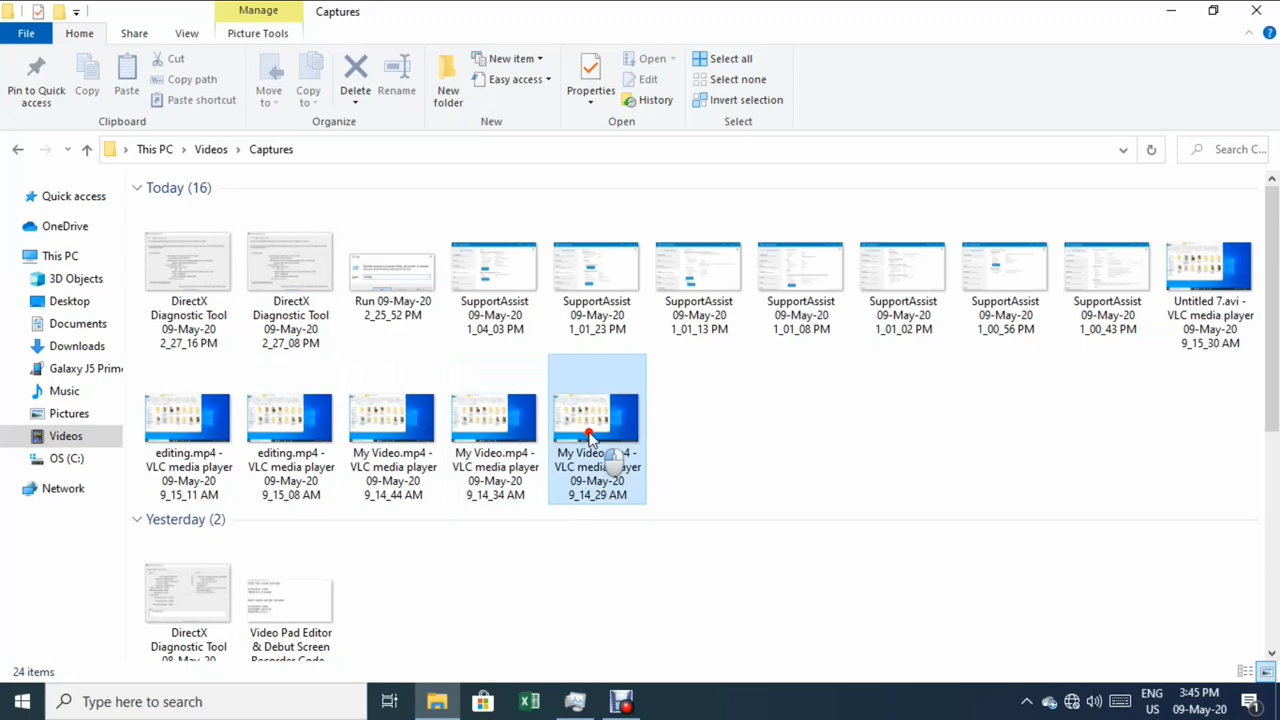 Manage
Captures
File
Home
Share
View
Picture Tools
Pin to Quick
access
Copy
Paste
Cut
Copy path
Paste shortcut
Clipboard
Move
to
Copy
to
Delete
Rename
Organize
New
folder
New item
Easy access
New
Properties
Open
Edit
History
Open
Select all
Select none
Invert selection
Select
This PC
Videos
Captures
Search C...
Quick access
OneDrive
This PC
3D Objects
Desktop
Documents
Downloads
Galaxy J5 Prime
Music
Pictures
Videos
OS (C:)
Network
Today (16)
DirectX
Diagnostic Tool
09-May-20
2_27_16 PM
DirectX
Diagnostic Tool
09-May-20
2_27_08 PM
Run 09-May-20
2_25_52 PM
SupportAssist
09-May-20
1_04_03 PM
SupportAssist
09-May-20
1_01_23 PM
SupportAssist
09-May-20
1_01_13 PM
SupportAssist
09-May-20
1_01_08 PM
SupportAssist
09-May-20
1_01_02 PM
SupportAssist
09-May-20
1_00_56 PM
SupportAssist
09-May-20
1_00_43 PM
Untitled 7.avi -
VLC media player
09-May-20
9_15_30 AM
editing.mp4 -
VLC media player
09-May-20
9_15_11 AM
editing.mp4 -
VLC media player
09-May-20
9_15_08 AM
My Video.mp4 -
VLC media player
09-May-20
9_14_44 AM
My Video.mp4 -
VLC media player
09-May-20
9_14_34 AM
My Video.mp4 -
VLC media player
09-May-20
9_14_29 AM
Yesterday (2)
DirectX
Diagnostic Tool
08-May-20
Video Pad Editor
& Debut Screen
Recorder Code
24 items
Type here to search
ENG
US
3:45 PM
09-May-20
1